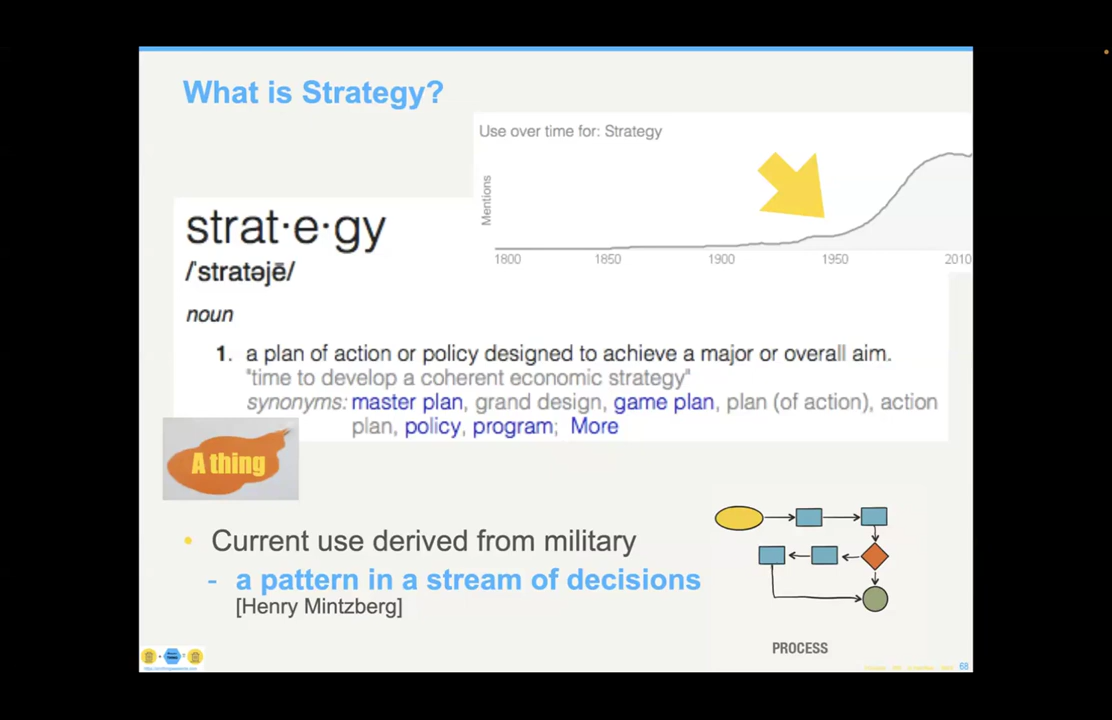 What is Strategy?
Use over time for: Strategy
Mentions
1800 1850 1900 1950 2010
strat·e·gy
/ˈstratəjē/
noun
1. a plan of action or policy designed to achieve a major or overall aim.
"time to develop a coherent economic strategy"
synonyms: master plan, grand design, game plan, plan (of action), action
plan, policy, program; More
A thing
• Current use derived from military
- a pattern in a stream of decisions
[Henry Mintzberg]
PROCESS
68